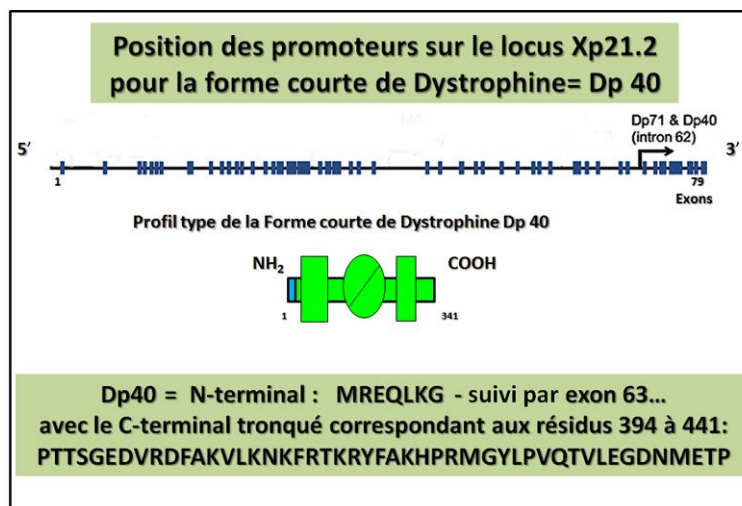 Position des promoteurs sur le locus Xp21.2
pour la forme courte de Dystrophine= Dp 40
Dp71 & Dp40
(intron 62)
5′ 3′
1 79
Exons
Profil type de la Forme courte de Dystrophine Dp 40
NH₂ COOH
1 341
Dp40 = N-terminal : MREQLKG - suivi par exon 63...
avec le C-terminal tronqué correspondant aux résidus 394 à 441:
PTTSGEDVRDFAKVLKNKFRTKRYFAKHPRMGYLPVQTVLEGDNMETP